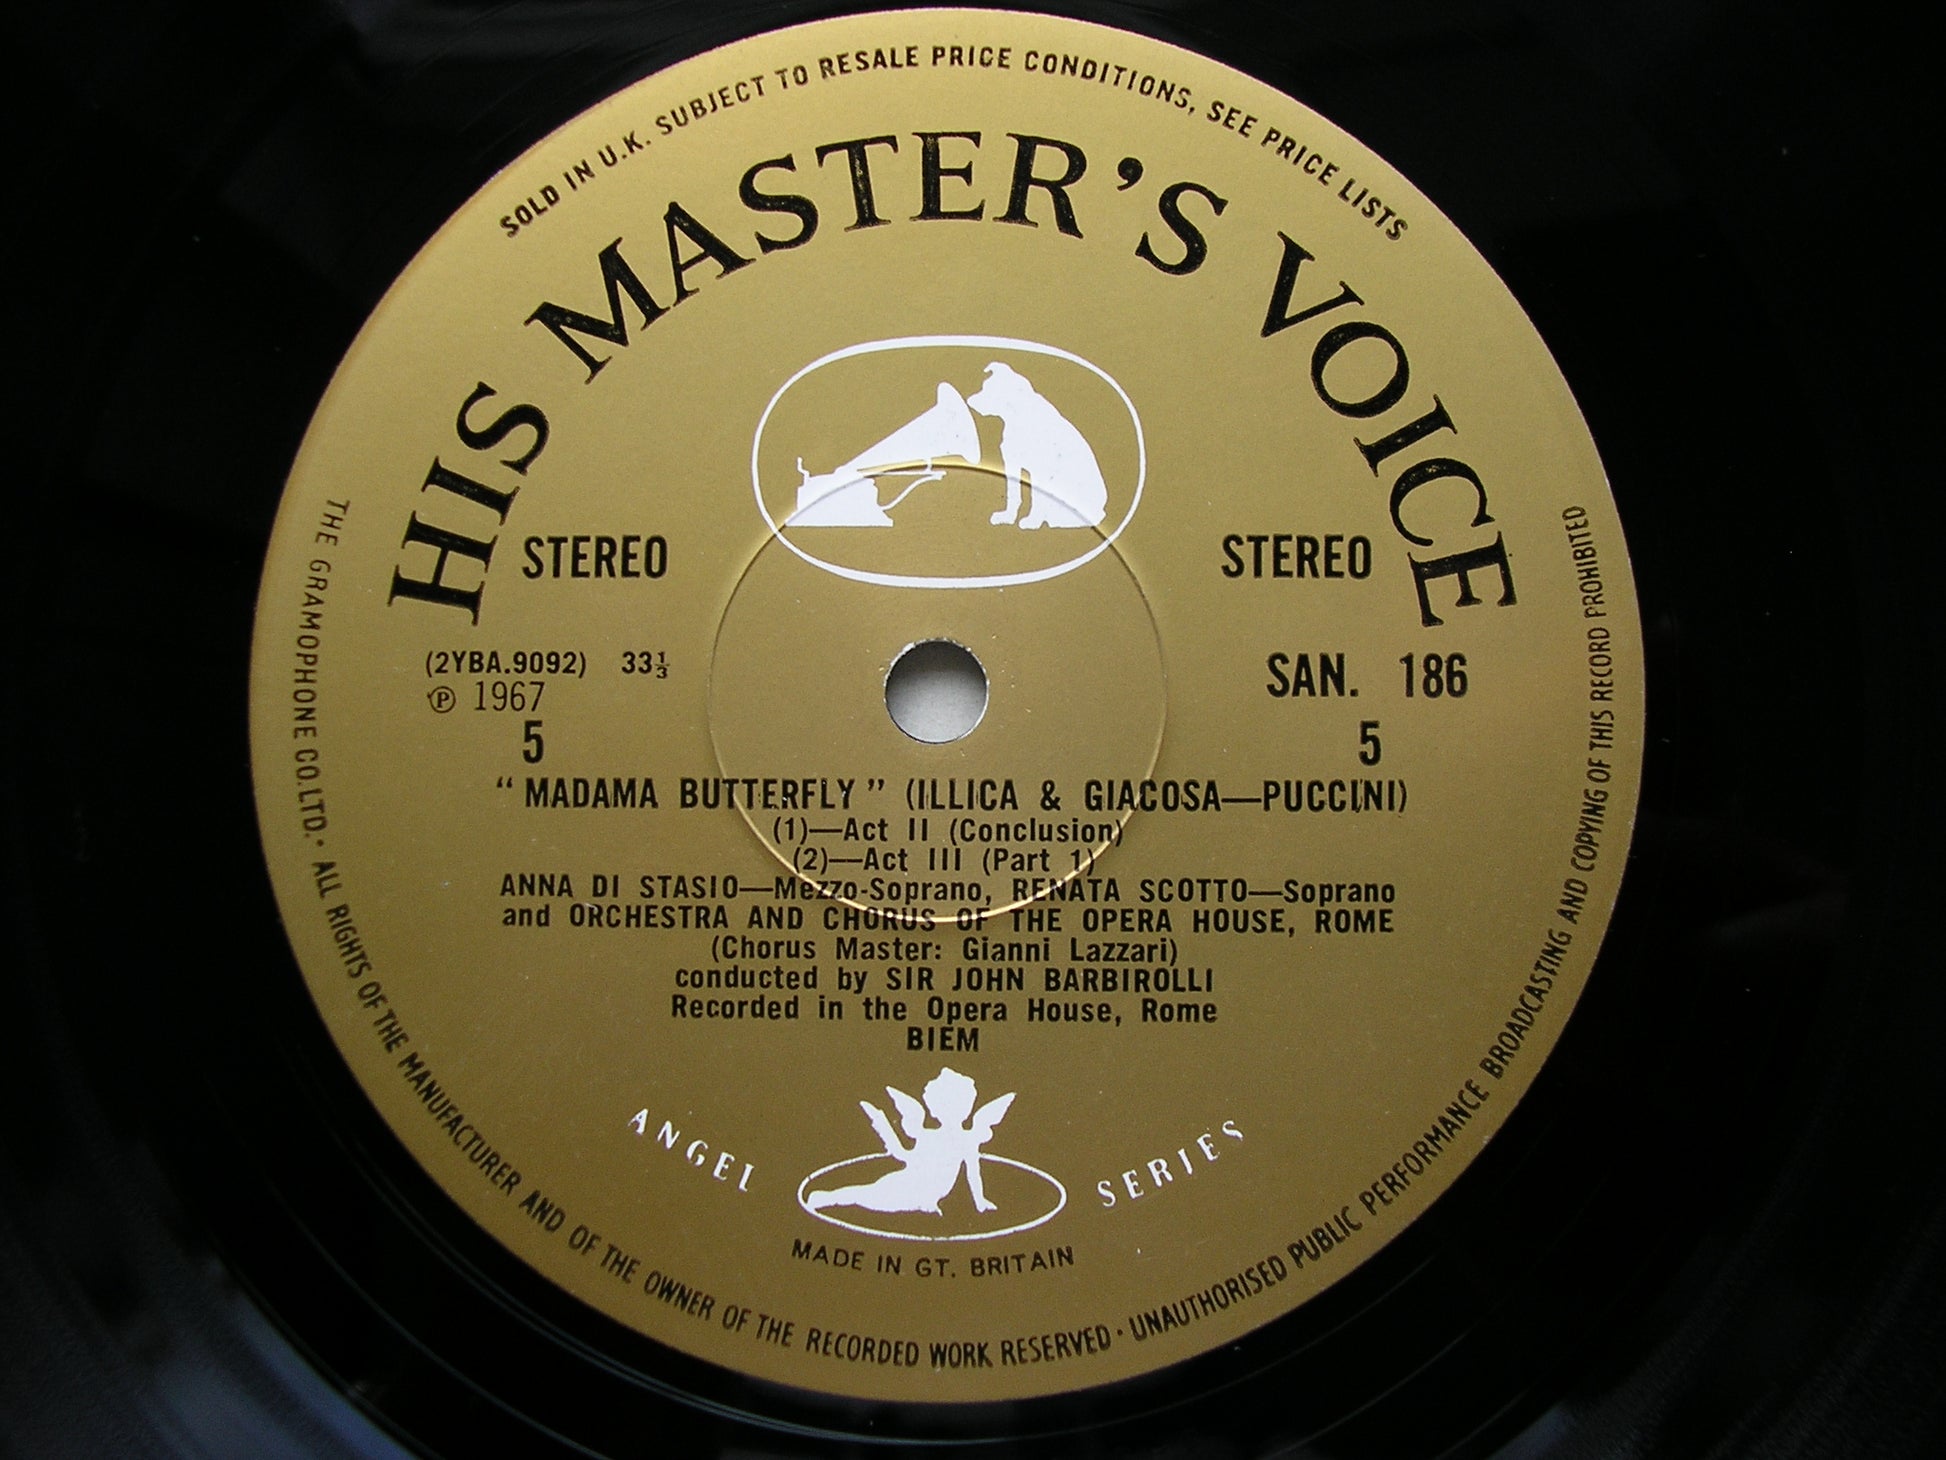 SOLD IN U.K. SUBJECT TO RESALE PRICE CONDITIONS, SEE PRICE LISTS
HIS MASTER'S VOICE
STEREO STEREO
(2YBA.9092) 33⅓
℗ 1967
SAN. 186
5 5
“MADAMA BUTTERFLY” (ILLICA & GIACOSA—PUCCINI)
(1)—Act II (Conclusion)
(2)—Act III (Part 1)
ANNA DI STASIO—Mezzo-Soprano, RENATA SCOTTO—Soprano
and ORCHESTRA AND CHORUS OF THE OPERA HOUSE, ROME
(Chorus Master: Gianni Lazzari)
conducted by SIR JOHN BARBIROLLI
Recorded in the Opera House, Rome
BIEM
ANGEL SERIES
MADE IN GT. BRITAIN
THE GRAMOPHONE CO. LTD. · ALL RIGHTS OF THE MANUFACTURER AND OF THE OWNER OF THE RECORDED WORK RESERVED · UNAUTHORISED PUBLIC PERFORMANCE BROADCASTING AND COPYING OF THIS RECORD PROHIBITED